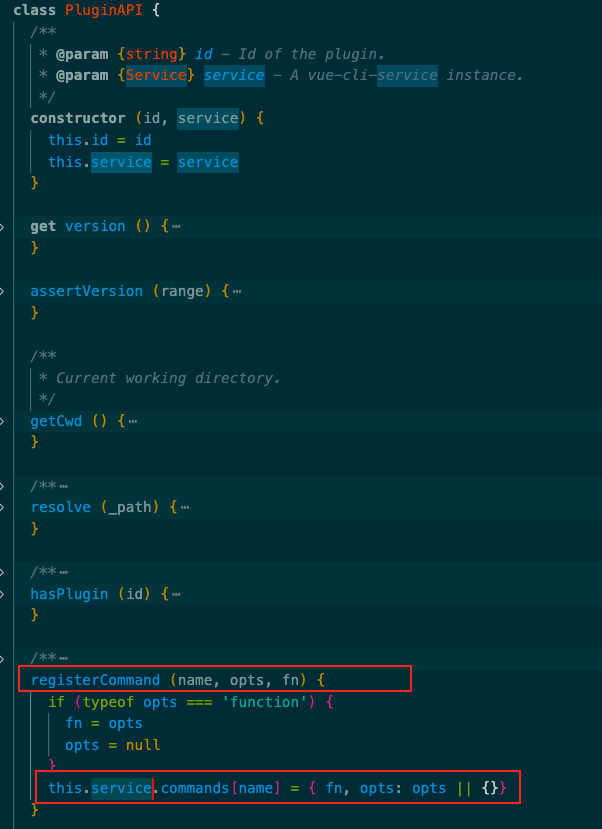 class PluginAPI {
/**
* @param {string} id - Id of the plugin.
* @param {Service} service - A vue-cli-service instance.
*/
constructor (id, service) {
this.id = id
this.service = service
}
get version () {…
}
assertVersion (range) {…
}
/**
* Current working directory.
*/
getCwd () {…
}
/**…
resolve (_path) {…
}
/**…
hasPlugin (id) {…
}
/**…
registerCommand (name, opts, fn) {
if (typeof opts === 'function') {
fn = opts
opts = null
}
this.service.commands[name] = { fn, opts: opts || {}}
}